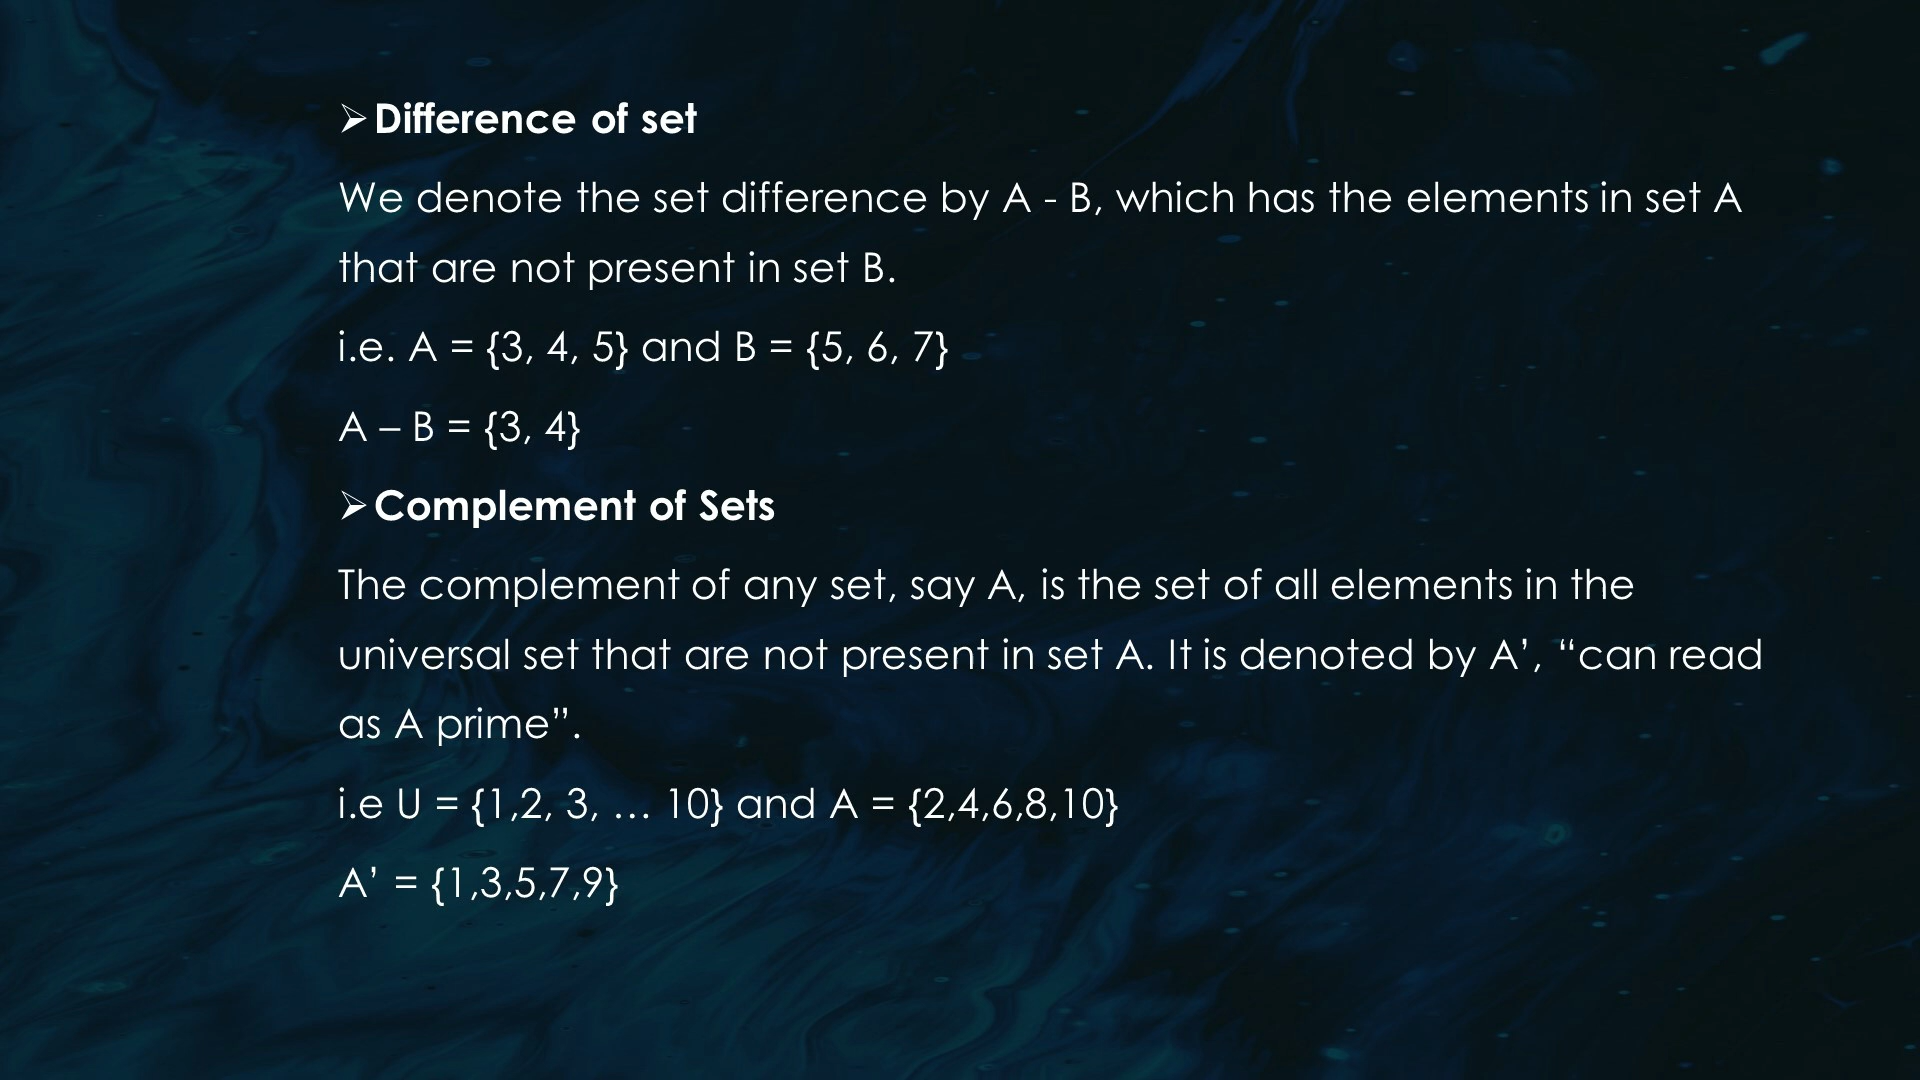 ➢ Difference of set
We denote the set difference by A - B, which has the elements in set A
that are not present in set B.
i.e. A = {3, 4, 5} and B = {5, 6, 7}
A – B = {3, 4}
➢ Complement of Sets
The complement of any set, say A, is the set of all elements in the
universal set that are not present in set A. It is denoted by A’, “can read
as A prime”.
i.e U = {1,2, 3, … 10} and A = {2,4,6,8,10}
A’ = {1,3,5,7,9}